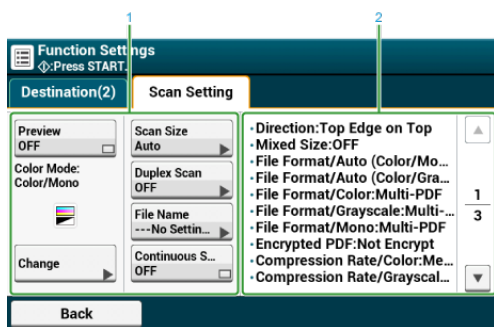 1
2
Function Settings
:Press START.
Destination(2)
Scan Setting
Preview
OFF
Color Mode:
Color/Mono
Change
Scan Size
Auto
Duplex Scan
OFF
File Name
---No Settin...
Continuous S...
OFF
・Direction:Top Edge on Top
・Mixed Size:OFF
・File Format/Auto (Color/Mo...
・File Format/Auto (Color/Gra...
・File Format/Color:Multi-PDF
・File Format/Grayscale:Multi-...
・File Format/Mono:Multi-PDF
・Encrypted PDF:Not Encrypt
・Compression Rate/Color:Me...
・Compression Rate/Grayscal...
1
3
Back